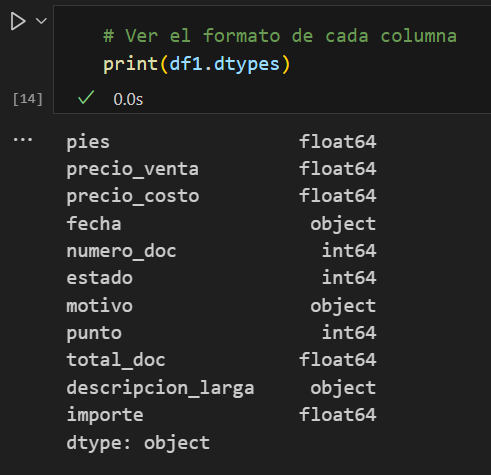 # Ver el formato de cada columna
print(df1.dtypes)
[14] 0.0s
... pies float64
precio_venta float64
precio_costo float64
fecha object
numero_doc int64
estado int64
motivo object
punto int64
total_doc float64
descripcion_larga object
importe float64
dtype: object